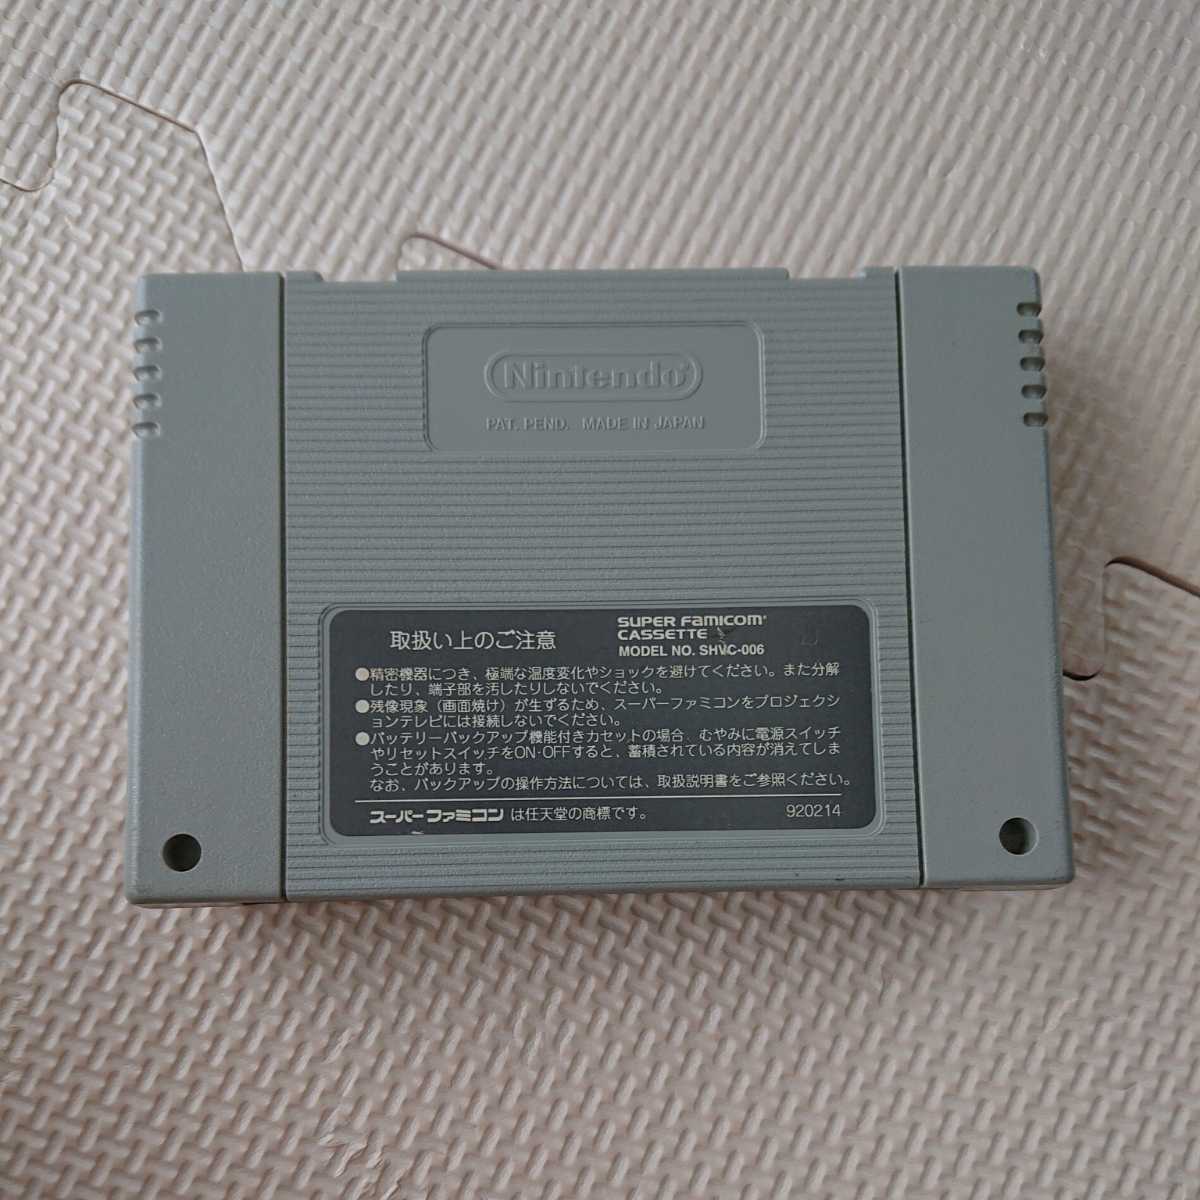 Nintendo®
PAT. PEND. MADE IN JAPAN
取扱い上のご注意
SUPER FAMICOM®
CASSETTE
MODEL NO. SHVC-006
●精密機器につき、極端な温度変化やショックを避けてください。また分解
したり、端子部を汚したりしないでください。
●残像現象(画面焼け)が生ずるため、スーパーファミコンをプロジェクシ
ョンテレビには接続しないでください。
●バッテリーバックアップ機能付きカセットの場合、むやみに電源スイッチ
やリセットスイッチをON·OFFすると、蓄積されている内容が消えてしま
うことがあります。
なお、バックアップの操作方法については、取扱説明書をご参照ください。
スーパーファミコンは任天堂の商標です。
920214